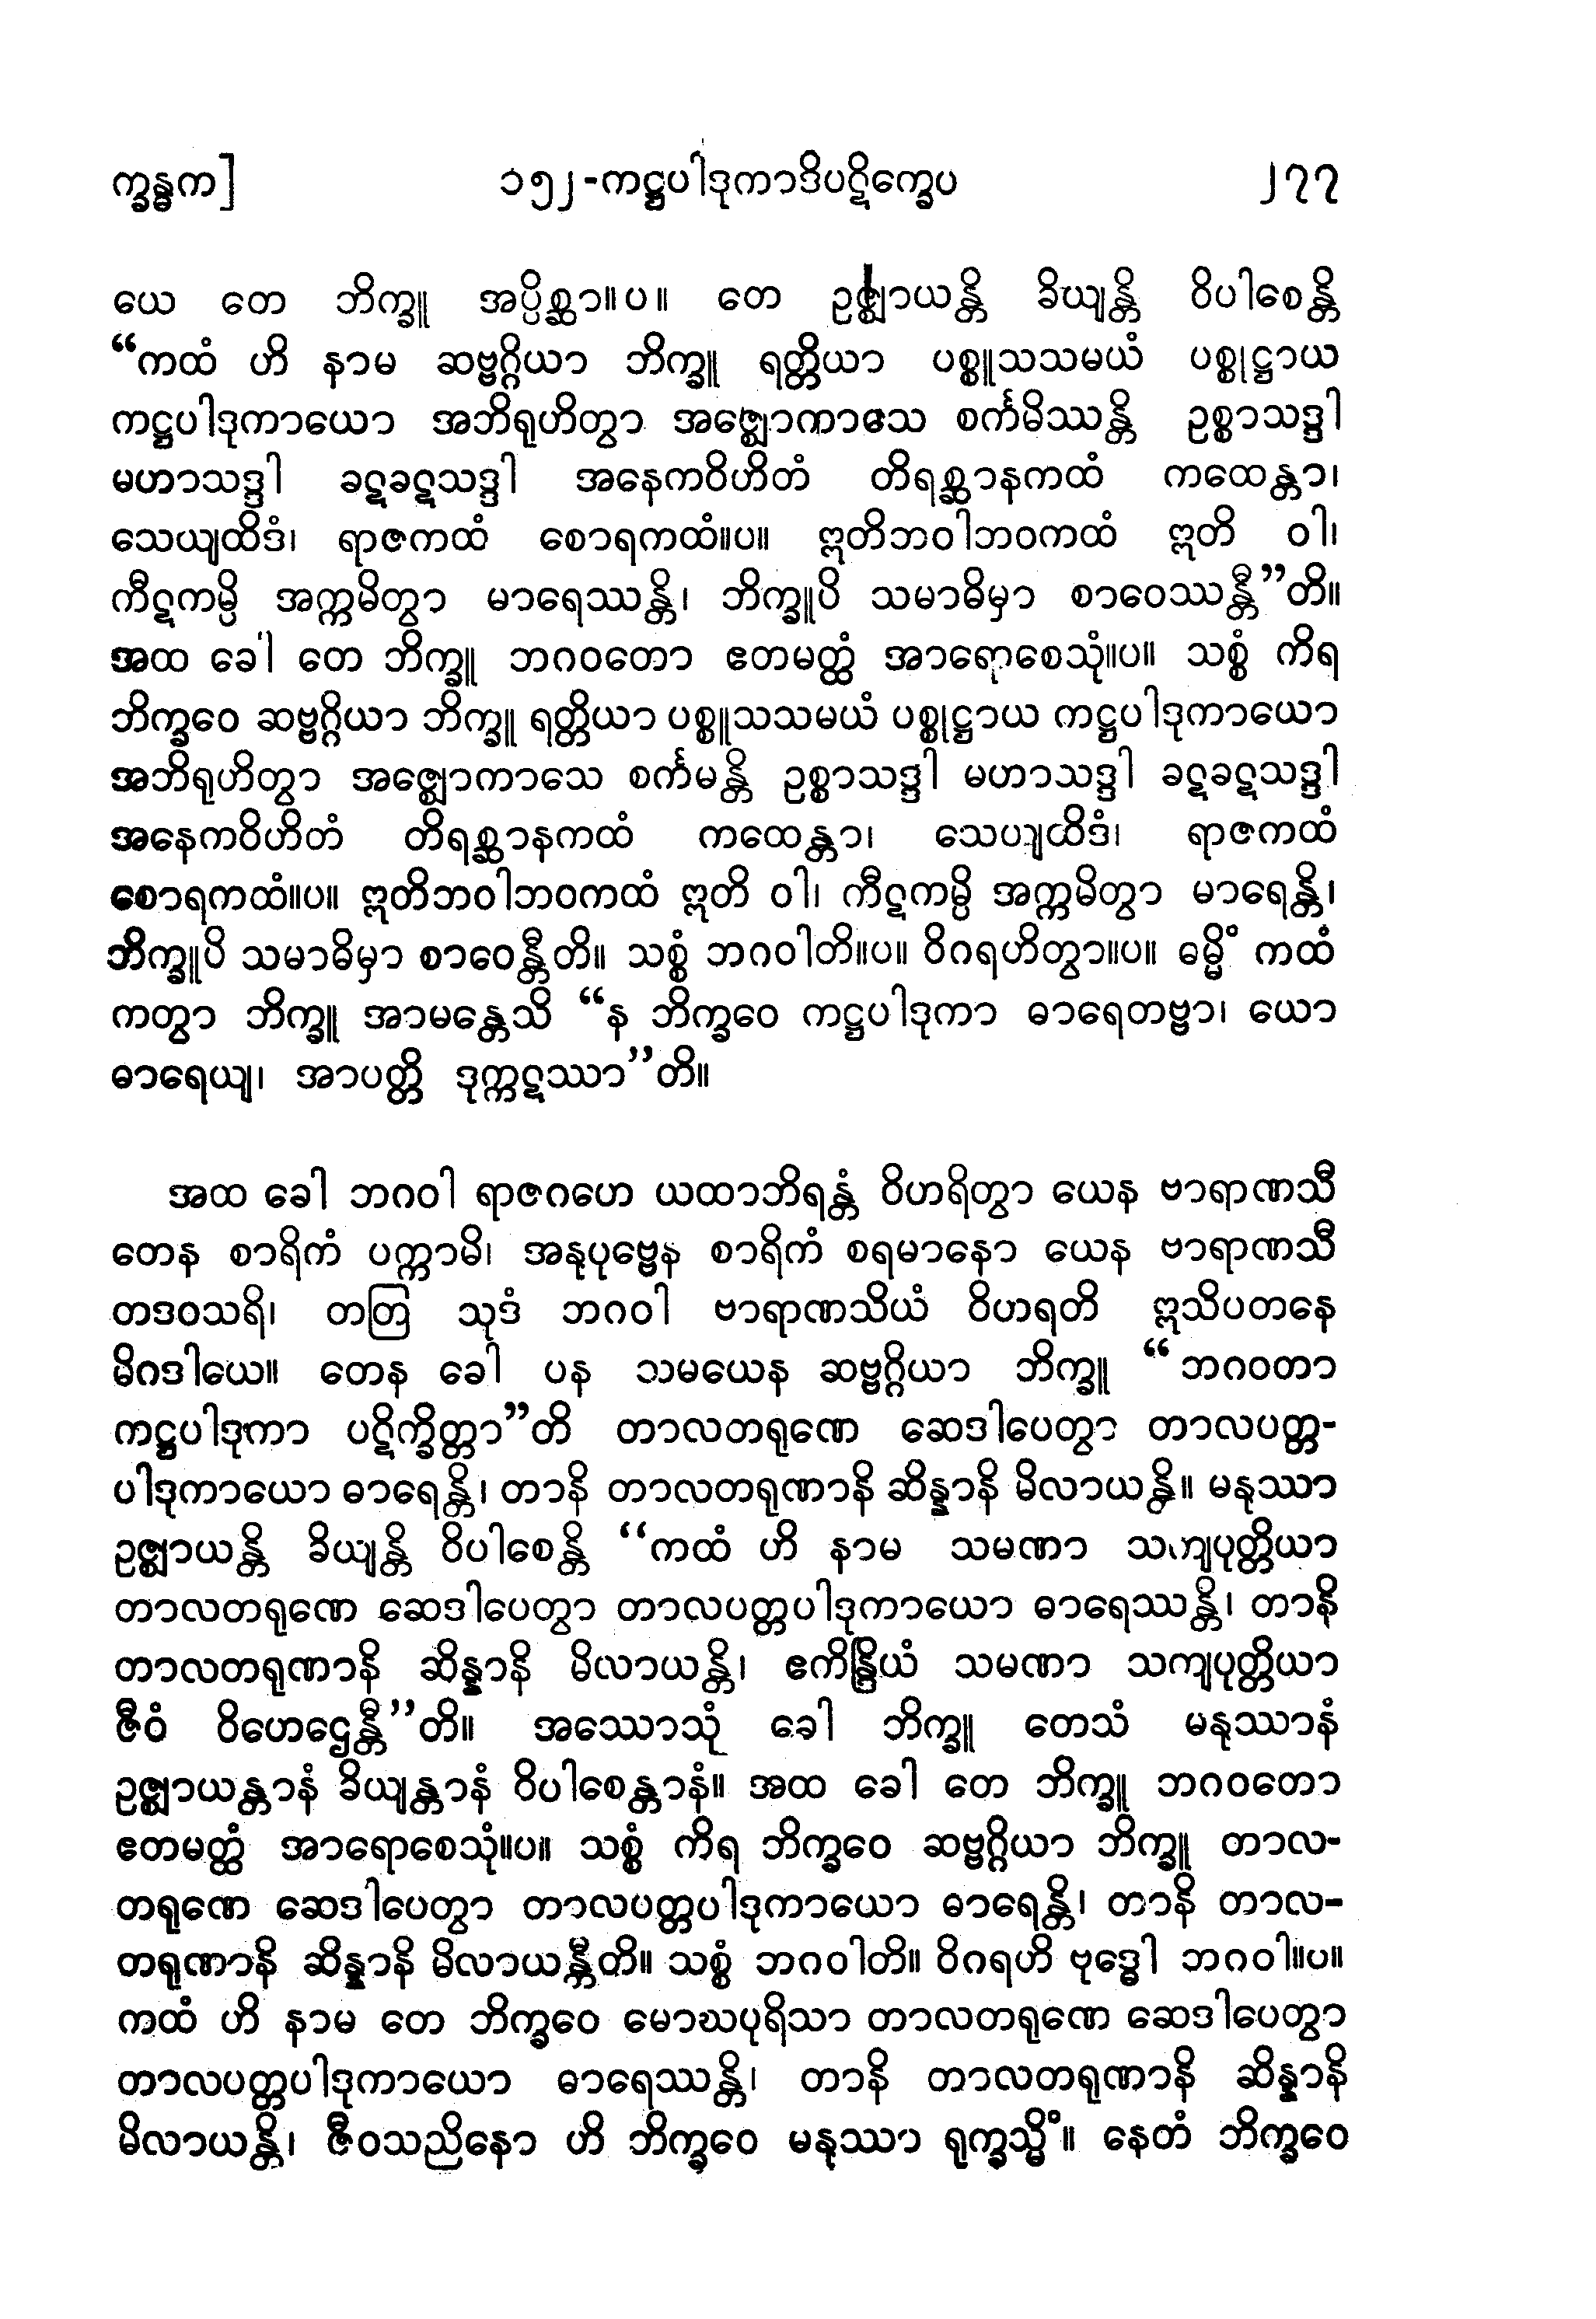 က္ခန္ဓက] ၁၅၂-ကဋ္ဌပါဒုကာဒိပဋိက္ခေပ ၂၇၇
ယေ တေ ဘိက္ခူ အပ္ပိစ္ဆာ။ပ။ တေ ဥဇ္ဈာယန္တိ ခိယျန္တိ ဝိပါစေန္တိ
“ကထံ ဟိ နာမ ဆဗ္ဗဂ္ဂိယာ ဘိက္ခူ ရတ္တိယာ ပစ္စူသသမယံ ပစ္စုဋ္ဌာယ
ကဋ္ဌပါဒုကာယော အဘိရုဟိတွာ အဇ္ဈောကာသေ စင်္ကမိဿန္တိ ဥစ္စာသဒ္ဒါ
မဟာသဒ္ဒါ ခဋခဋသဒ္ဒါ အနေကဝိဟိတံ တိရစ္ဆာနကထံ ကထေန္တာ၊
သေယျထိဒံ၊ ရာဇကထံ စောရကထံ။ပ။ ဣတိဘဝါဘဝကထံ ဣတိ ဝါ၊
ကီဋကမ္ပိ အက္ကမိတွာ မာရေဿန္တိ၊ ဘိက္ခူပိ သမာဓိမှာ စာဝေဿန္တီ”တိ။
အထ ခေါ တေ ဘိက္ခူ ဘဂဝတော ဧတမတ္ထံ အာရောစေသုံ။ပ။ သစ္စံ ကိရ
ဘိက္ခဝေ ဆဗ္ဗဂ္ဂိယာ ဘိက္ခူ ရတ္တိယာ ပစ္စူသသမယံ ပစ္စုဋ္ဌာယ ကဋ္ဌပါဒုကာယော
အဘိရုဟိတွာ အဇ္ဈောကာသေ စင်္ကမန္တိ ဥစ္စာသဒ္ဒါ မဟာသဒ္ဒါ ခဋခဋသဒ္ဒါ
အနေကဝိဟိတံ တိရစ္ဆာနကထံ ကထေန္တာ၊ သေယျထိဒံ၊ ရာဇကထံ
စောရကထံ။ပ။ ဣတိဘဝါဘဝကထံ ဣတိ ဝါ၊ ကီဋကမ္ပိ အက္ကမိတွာ မာရေန္တိ၊
ဘိက္ခူပိ သမာဓိမှာ စာဝေန္တီတိ။ သစ္စံ ဘဂဝါတိ။ပ။ ဝိဂရဟိတွာ။ပ။ ဓမ္မိံ ကထံ
ကတွာ ဘိက္ခူ အာမန္တေသိ “န ဘိက္ခဝေ ကဋ္ဌပါဒုကာ ဓာရေတဗ္ဗာ၊ ယော
ဓာရေယျ၊ အာပတ္တိ ဒုက္ကဋဿာ”တိ။
အထ ခေါ ဘဂဝါ ရာဇဂဟေ ယထာဘိရန္တံ ဝိဟရိတွာ ယေန ဗာရာဏသီ
တေန စာရိကံ ပက္ကာမိ၊ အနုပုဗ္ဗေန စာရိကံ စရမာနော ယေန ဗာရာဏသီ
တဒဝသရိ၊ တတြ သုဒံ ဘဂဝါ ဗာရာဏသိယံ ဝိဟရတိ ဣသိပတနေ
မိဂဒါယေ။ တေန ခေါ ပန သမယေန ဆဗ္ဗဂ္ဂိယာ ဘိက္ခူ “ဘဂဝတာ
ကဋ္ဌပါဒုကာ ပဋိက္ခိတ္တာ”တိ တာလတရုဏေ ဆေဒါပေတွာ တာလပတ္တ-
ပါဒုကာယော ဓာရေန္တိ၊ တာနိ တာလတရုဏာနိ ဆိန္နာနိ မိလာယန္တိ။ မနုဿာ
ဥဇ္ဈာယန္တိ ခိယျန္တိ ဝိပါစေန္တိ “ကထံ ဟိ နာမ သမဏာ သကျပုတ္တိယာ
တာလတရုဏေ ဆေဒါပေတွာ တာလပတ္တပါဒုကာယော ဓာရေဿန္တိ၊ တာနိ
တာလတရုဏာနိ ဆိန္နာနိ မိလာယန္တိ၊ ဧကိန္ဒြိယံ သမဏာ သကျပုတ္တိယာ
ဇီဝံ ဝိဟေဌေန္တီ”တိ။ အဿောသုံ ခေါ ဘိက္ခူ တေသံ မနုဿာနံ
ဥဇ္ဈာယန္တာနံ ခိယျန္တာနံ ဝိပါစေန္တာနံ။ အထ ခေါ တေ ဘိက္ခူ ဘဂဝတော
ဧတမတ္ထံ အာရောစေသုံ။ပ။ သစ္စံ ကိရ ဘိက္ခဝေ ဆဗ္ဗဂ္ဂိယာ ဘိက္ခူ တာလ-
တရုဏေ ဆေဒါပေတွာ တာလပတ္တပါဒုကာယော ဓာရေန္တိ၊ တာနိ တာလ-
တရုဏာနိ ဆိန္နာနိ မိလာယန္တီတိ။ သစ္စံ ဘဂဝါတိ။ ဝိဂရဟိ ဗုဒ္ဓေါ ဘဂဝါ။ပ။
ကထံ ဟိ နာမ တေ ဘိက္ခဝေ မောဃပုရိသာ တာလတရုဏေ ဆေဒါပေတွာ
တာလပတ္တပါဒုကာယော ဓာရေဿန္တိ၊ တာနိ တာလတရုဏာနိ ဆိန္နာနိ
မိလာယန္တိ၊ ဇီဝသညိနော ဟိ ဘိက္ခဝေ မနုဿာ ရုက္ခသ္မိံ။ နေတံ ဘိက္ခဝေ